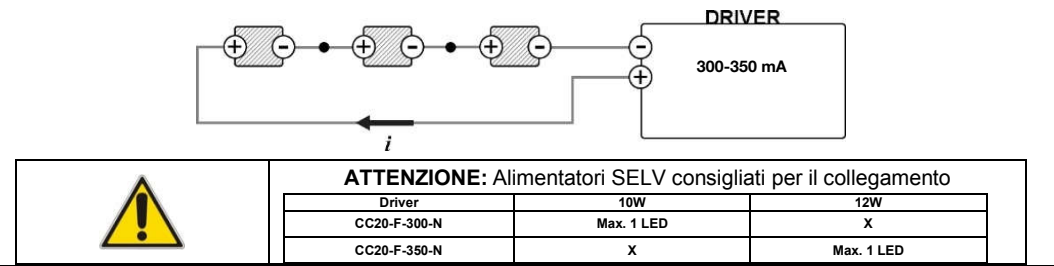 DRIVER
+ - + - + - -
300-350 mA
+
i
ATTENZIONE: Alimentatori SELV consigliati per il collegamento
Driver 10W 12W
CC20-F-300-N Max. 1 LED X
CC20-F-350-N X Max. 1 LED